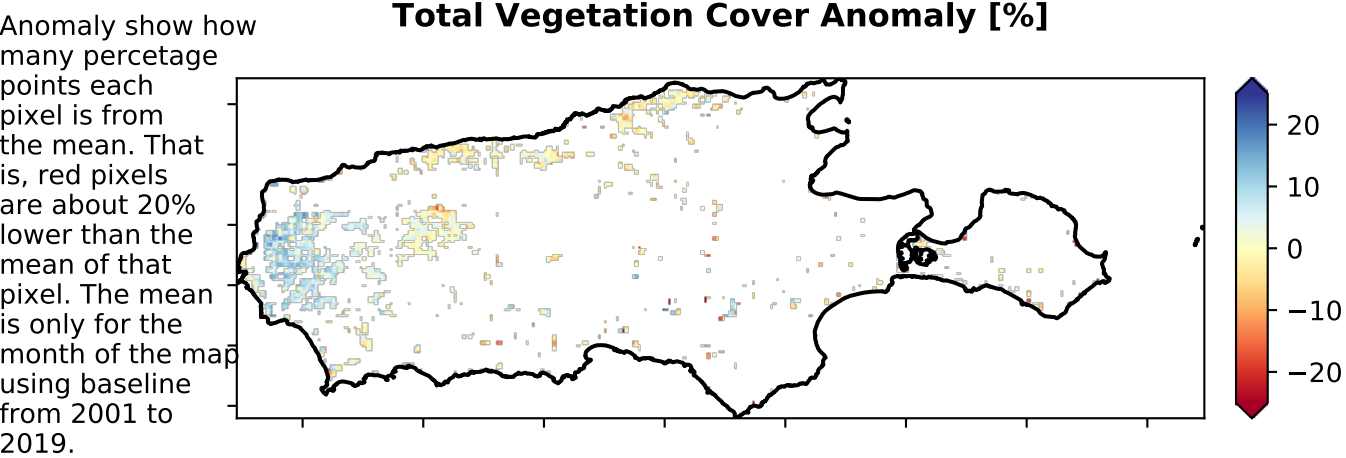 Total Vegetation Cover Anomaly [%]
Anomaly show how
many percetage
points each
pixel is from
the mean. That
is, red pixels
are about 20%
lower than the
mean of that
pixel. The mean
is only for the
month of the map
using baseline
from 2001 to
2019.
20
10
0
−10
−20